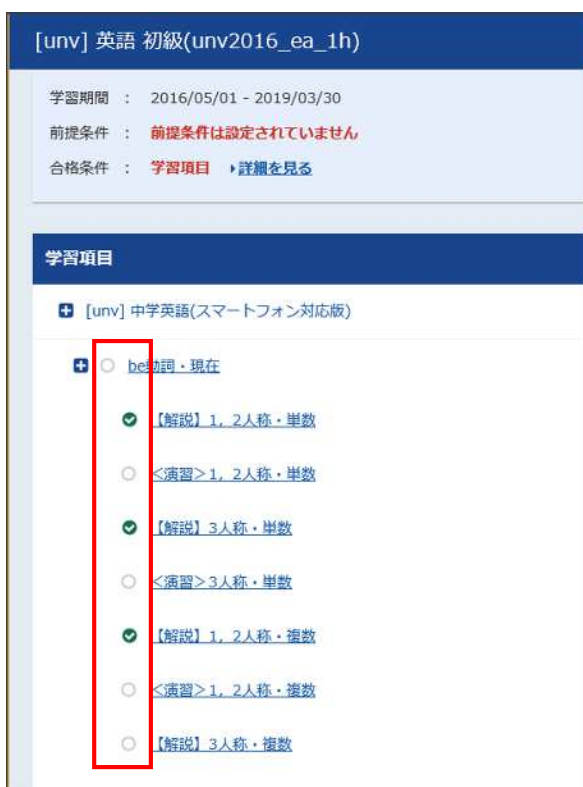 [unv] 英語 初級(unv2016_ea_1h)
学習期間 : 2016/05/01 - 2019/03/30
前提条件 : 前提条件は設定されていません
合格条件 : 学習項目 詳細を見る
学習項目
[unv] 中学英語(スマートフォン対応版)
be動詞・現在
【解説】1, 2人称・単数
<演習>1, 2人称・単数
【解説】3人称・単数
<演習>3人称・単数
【解説】1, 2人称・複数
<演習>1, 2人称・複数
【解説】3人称・複数